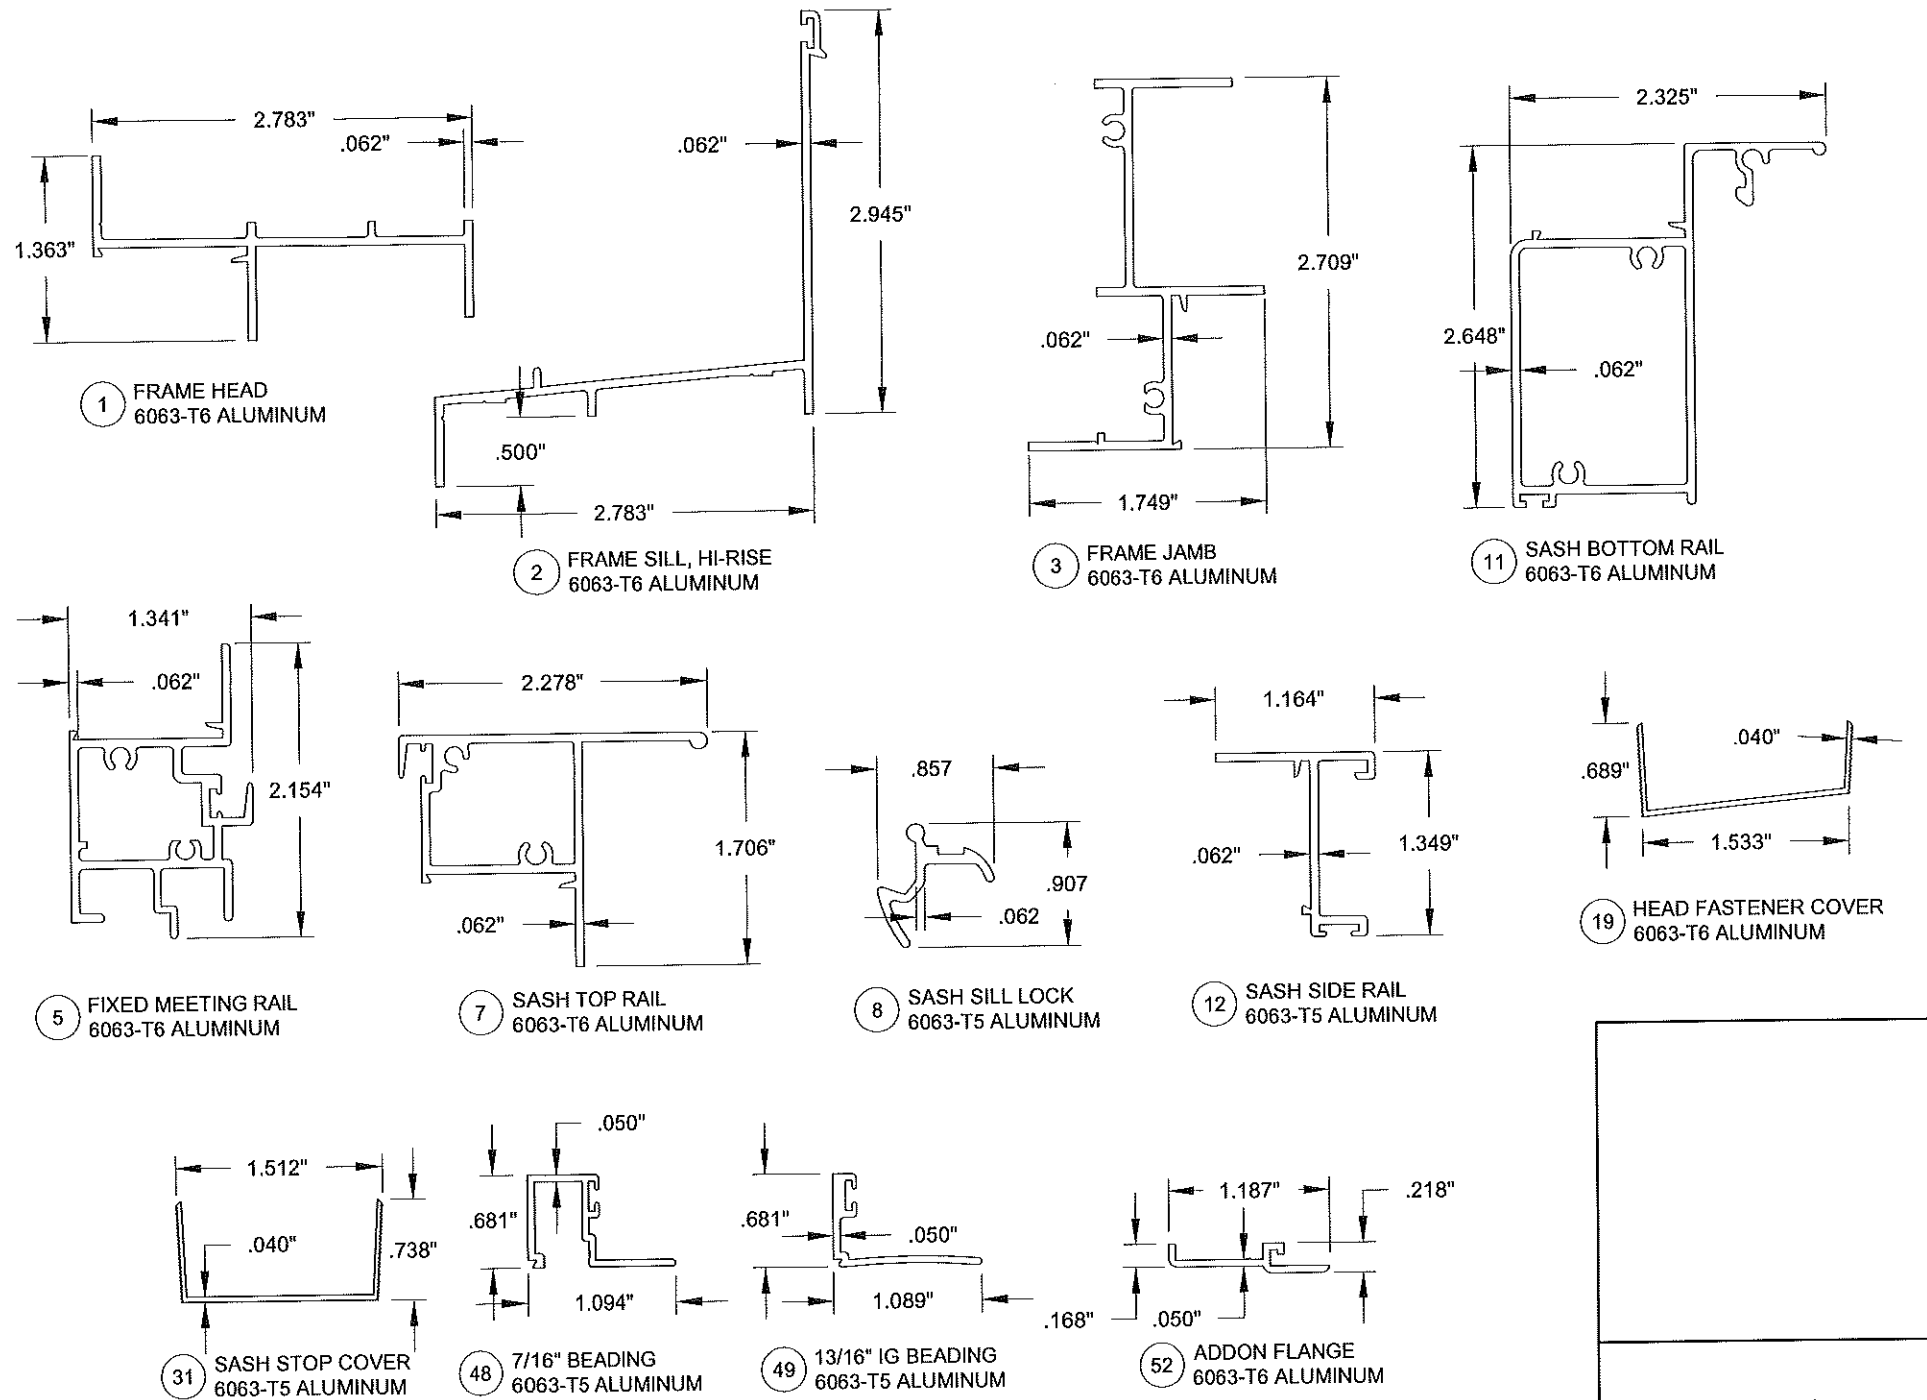 2.783"
.062"
1.363"
1
FRAME HEAD
6063-T6 ALUMINUM
.062"
2.945"
.500"
2.783"
2
FRAME SILL, HI-RISE
6063-T6 ALUMINUM
2.709"
.062"
1.749"
3
FRAME JAMB
6063-T6 ALUMINUM
2.325"
2.648"
.062"
11
SASH BOTTOM RAIL
6063-T6 ALUMINUM
1.341"
.062"
2.154"
5
FIXED MEETING RAIL
6063-T6 ALUMINUM
2.278"
1.706"
.062"
7
SASH TOP RAIL
6063-T6 ALUMINUM
.857
.907
.062
8
SASH SILL LOCK
6063-T5 ALUMINUM
1.164"
.062"
1.349"
12
SASH SIDE RAIL
6063-T5 ALUMINUM
.040"
.689"
1.533"
19
HEAD FASTENER COVER
6063-T6 ALUMINUM
1.512"
.040"
.738"
31
SASH STOP COVER
6063-T5 ALUMINUM
.050"
.681"
1.094"
48
7/16" BEADING
6063-T5 ALUMINUM
.681"
.050"
1.089"
49
13/16" IG BEADING
6063-T5 ALUMINUM
1.187"
.218"
.168"
.050"
52
ADDON FLANGE
6063-T6 ALUMINUM